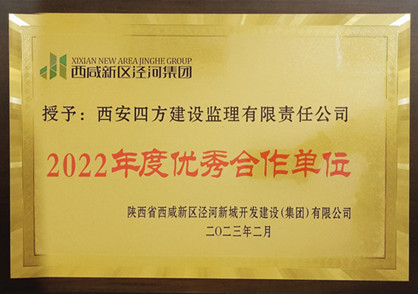 XIXIAN NEW AREA JINGHE GROUP
西咸新区泾河集团
授予：西安四方建设监理有限责任公司
2022年度优秀合作单位
陕西省西咸新区泾河新城开发建设(集团)有限公司
二〇二三年二月